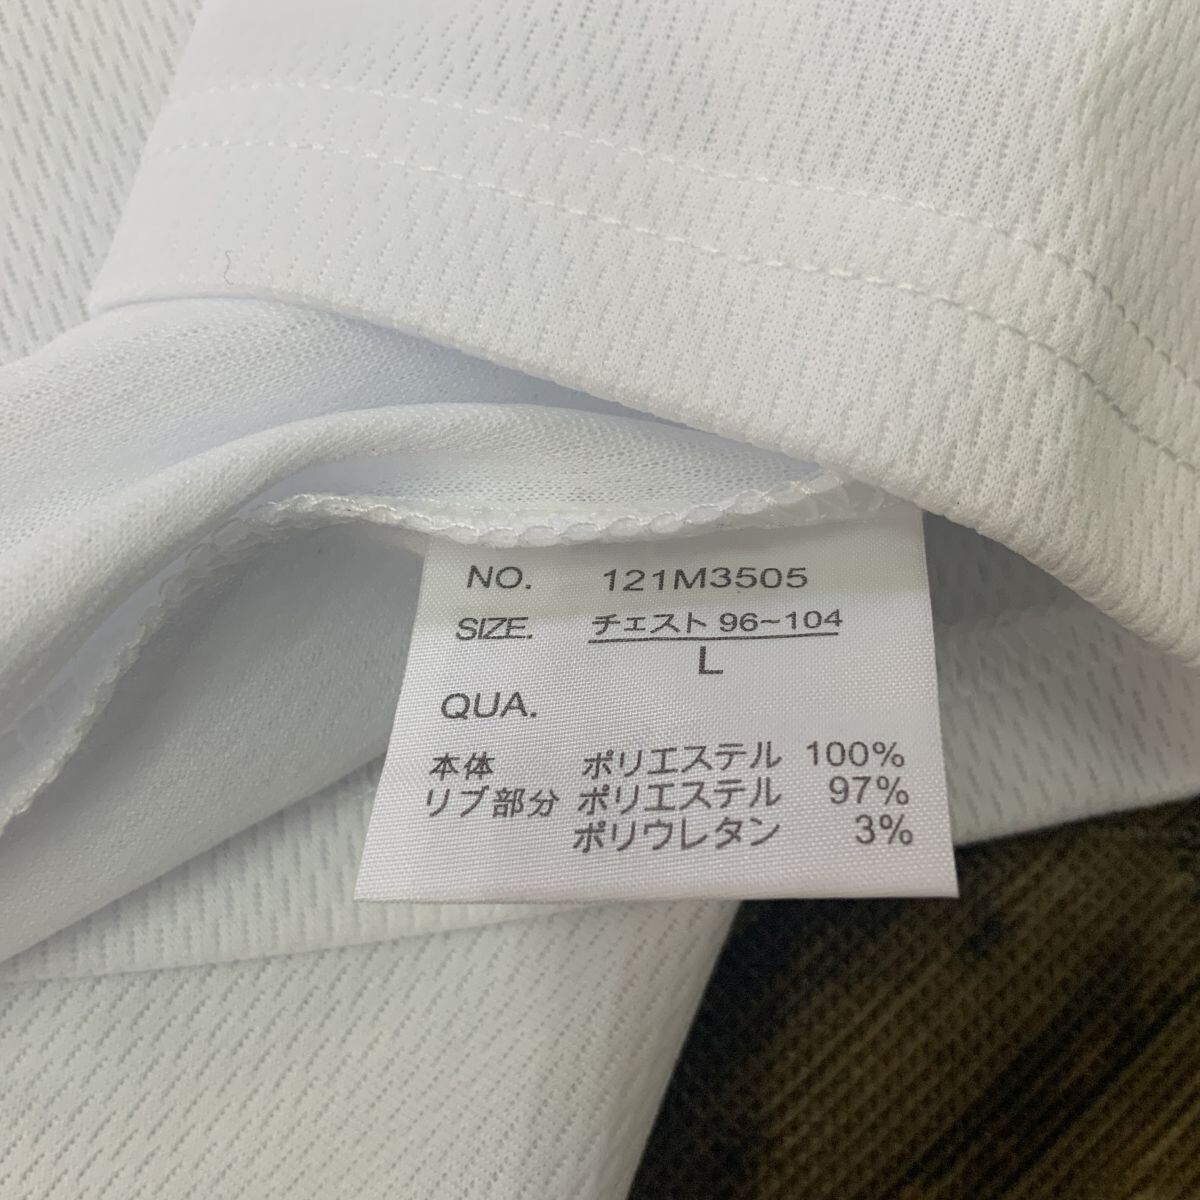 NO. 121M3505
SIZE. チェスト 96~104
L
QUA.
本体 ポリエステル 100%
リブ部分 ポリエステル 97%
ポリウレタン 3%